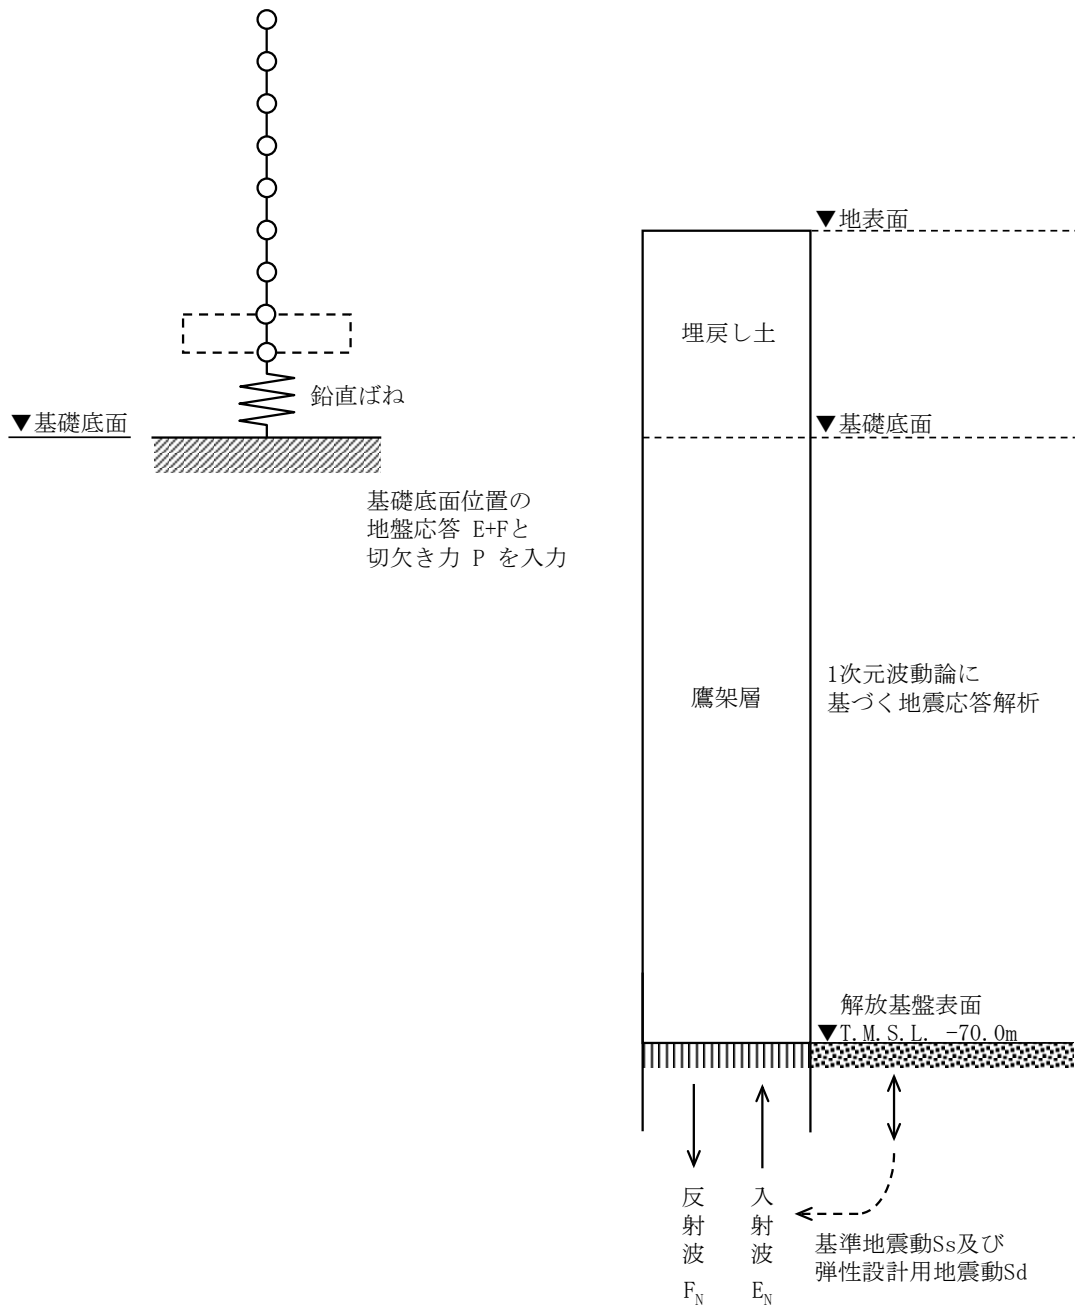 ▼地表面
埋戻し土
鉛直ばね
▼基礎底面
▼基礎底面
基礎底面位置の
地盤応答 E+Fと
切欠き力 P を入力
鷹架層
1次元波動論に
基づく地震応答解析
解放基盤表面
▼T.M.S.L. -70.0m
反射波 FN
入射波 EN
基準地震動Ss及び
弾性設計用地震動Sd